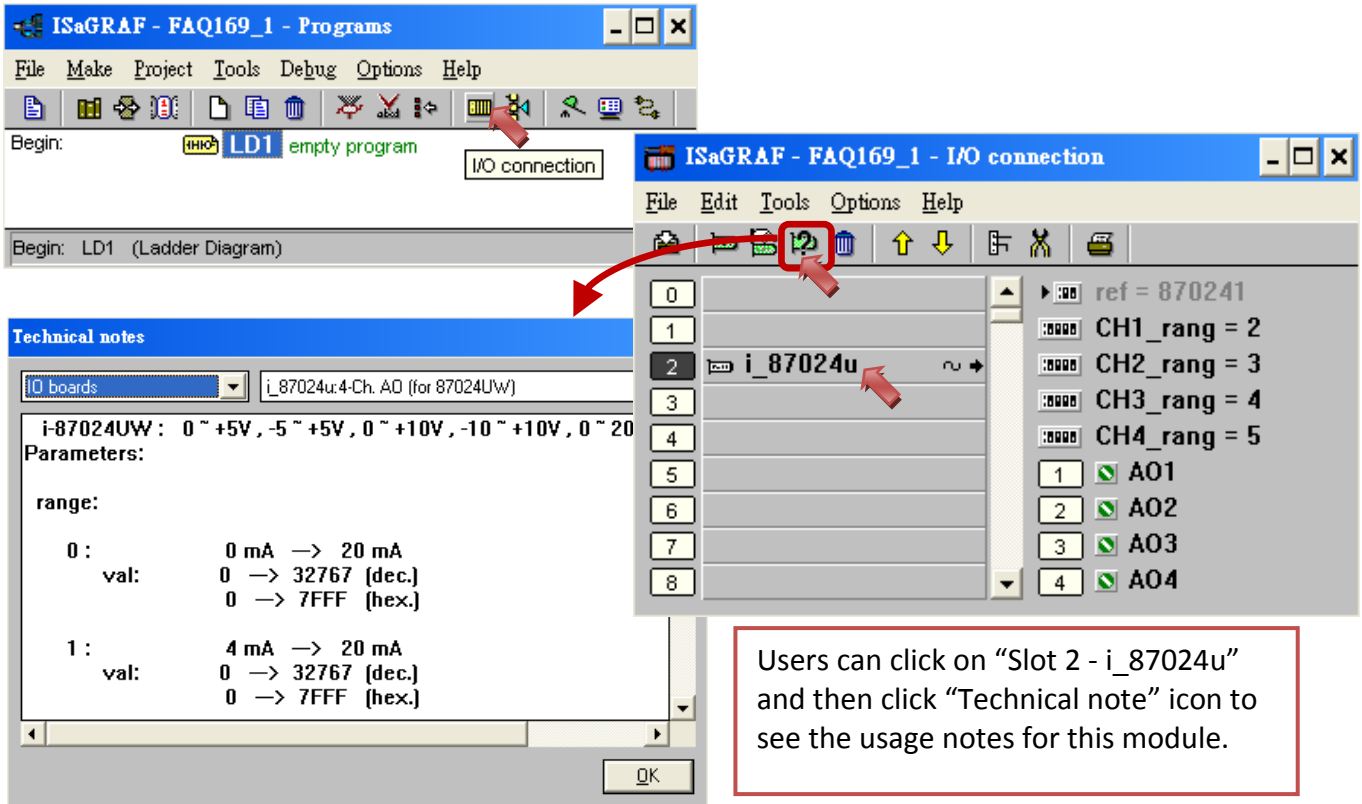 ISaGRAF - FAQ169_1 - Programs
File Make Project Tools Debug Options Help
Begin: LD1 empty program
I/O connection
Begin: LD1 (Ladder Diagram)
ISaGRAF - FAQ169_1 - I/O connection
File Edit Tools Options Help
0
1
2 i_87024u
3
4
5
6
7
8
ref = 870241
CH1_rang = 2
CH2_rang = 3
CH3_rang = 4
CH4_rang = 5
1 AO1
2 AO2
3 AO3
4 AO4
Technical notes
IO boards i_87024u:4-Ch. AO (for 87024UW)
i-87024UW : 0 ~ +5V , -5 ~ +5V , 0 ~ +10V , -10 ~ +10V , 0 ~ 20
Parameters:
range:
0 : 0 mA —> 20 mA
val: 0 —> 32767 (dec.)
0 —> 7FFF (hex.)
1 : 4 mA —> 20 mA
val: 0 —> 32767 (dec.)
0 —> 7FFF (hex.)
OK
Users can click on “Slot 2 - i_87024u”
and then click “Technical note” icon to
see the usage notes for this module.